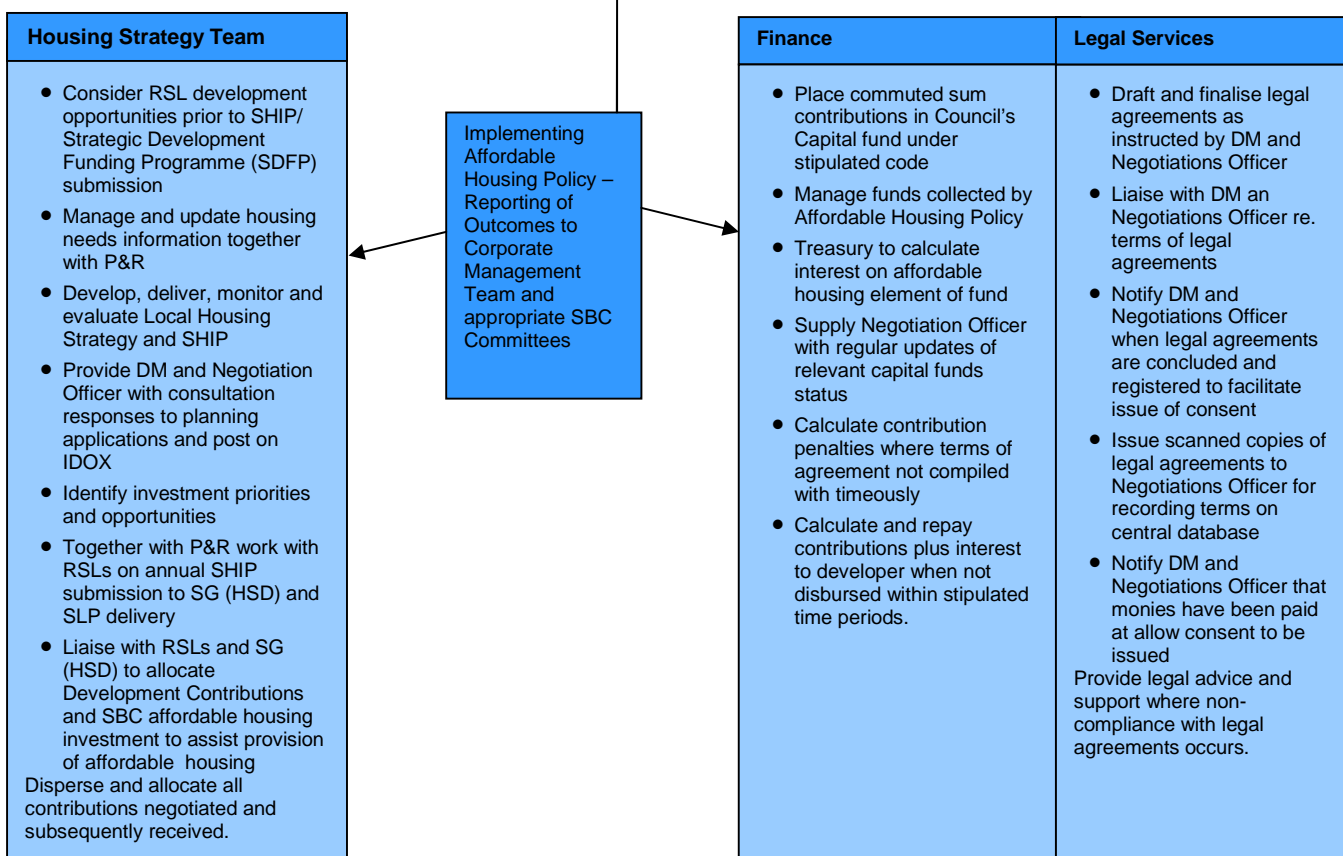 Housing Strategy Team
• Consider RSL development
opportunities prior to SHIP/
Strategic Development
Funding Programme (SDFP)
submission
• Manage and update housing
needs information together
with P&R
• Develop, deliver, monitor and
evaluate Local Housing
Strategy and SHIP
• Provide DM and Negotiation
Officer with consultation
responses to planning
applications and post on
IDOX
• Identify investment priorities
and opportunities
• Together with P&R work with
RSLs on annual SHIP
submission to SG (HSD) and
SLP delivery
• Liaise with RSLs and SG
(HSD) to allocate
Development Contributions
and SBC affordable housing
investment to assist provision
of affordable housing
Disperse and allocate all
contributions negotiated and
subsequently received.
Implementing
Affordable
Housing Policy –
Reporting of
Outcomes to
Corporate
Management
Team and
appropriate SBC
Committees
Finance
• Place commuted sum
contributions in Council's
Capital fund under
stipulated code
• Manage funds collected by
Affordable Housing Policy
• Treasury to calculate
interest on affordable
housing element of fund
• Supply Negotiation Officer
with regular updates of
relevant capital funds
status
• Calculate contribution
penalties where terms of
agreement not compiled
with timeously
• Calculate and repay
contributions plus interest
to developer when not
disbursed within stipulated
time periods.
Legal Services
• Draft and finalise legal
agreements as
instructed by DM and
Negotiations Officer
• Liaise with DM an
Negotiations Officer re.
terms of legal
agreements
• Notify DM and
Negotiations Officer
when legal agreements
are concluded and
registered to facilitate
issue of consent
• Issue scanned copies of
legal agreements to
Negotiations Officer for
recording terms on
central database
• Notify DM and
Negotiations Officer that
monies have been paid
at allow consent to be
issued
Provide legal advice and
support where non-
compliance with legal
agreements occurs.